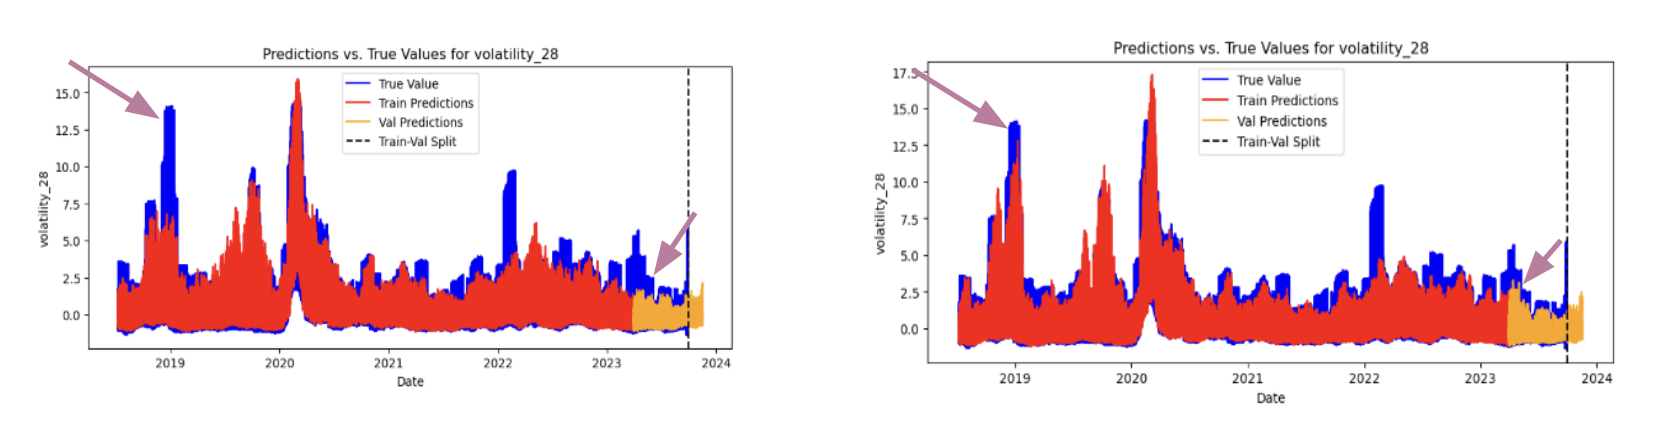 Predictions vs. True Values for volatility_28
True Value
Train Predictions
Val Predictions
Train-Val Split
15.0
12.5
10.0
7.5
5.0
2.5
0.0
volatility_28
2019
2020
2021
2022
2023
2024
Date
Predictions vs. True Values for volatility_28
True Value
Train Predictions
Val Predictions
Train-Val Split
17.5
15.0
12.5
10.0
7.5
5.0
2.5
0.0
volatility_28
2019
2020
2021
2022
2023
2024
Date